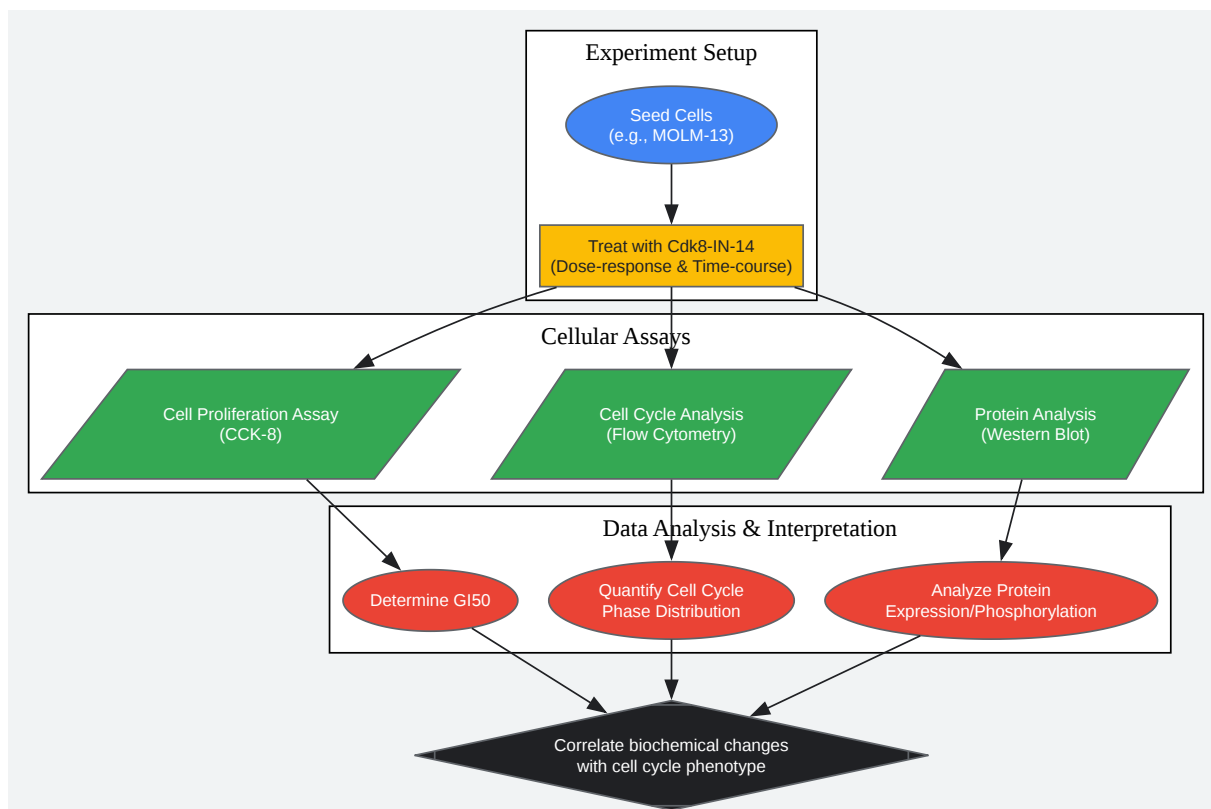 Experiment Setup
Seed Cells
(e.g., MOLM-13)
Treat with Cdk8-IN-14
(Dose-response & Time-course)
Cellular Assays
Cell Proliferation Assay
(CCK-8)
Cell Cycle Analysis
(Flow Cytometry)
Protein Analysis
(Western Blot)
Data Analysis & Interpretation
Determine GI50
Quantify Cell Cycle
Phase Distribution
Analyze Protein
Expression/Phosphorylation
Correlate biochemical changes
with cell cycle phenotype